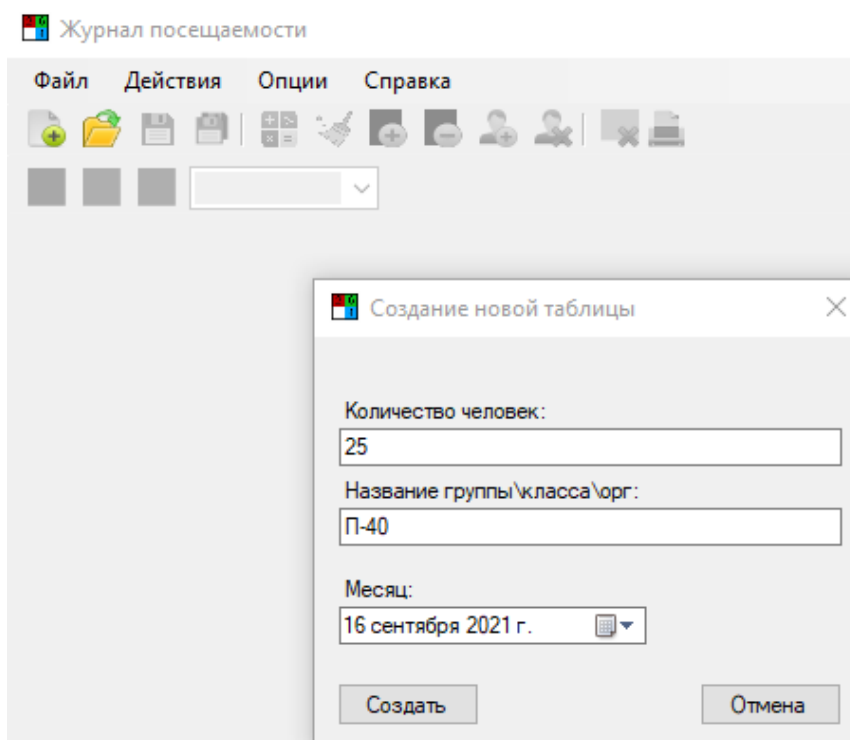 Журнал посещаемости
Файл Действия Опции Справка
Создание новой таблицы
Количество человек:
25
Название группы\класса\орг:
П-40
Месяц:
16 сентября 2021 г.
Создать Отмена